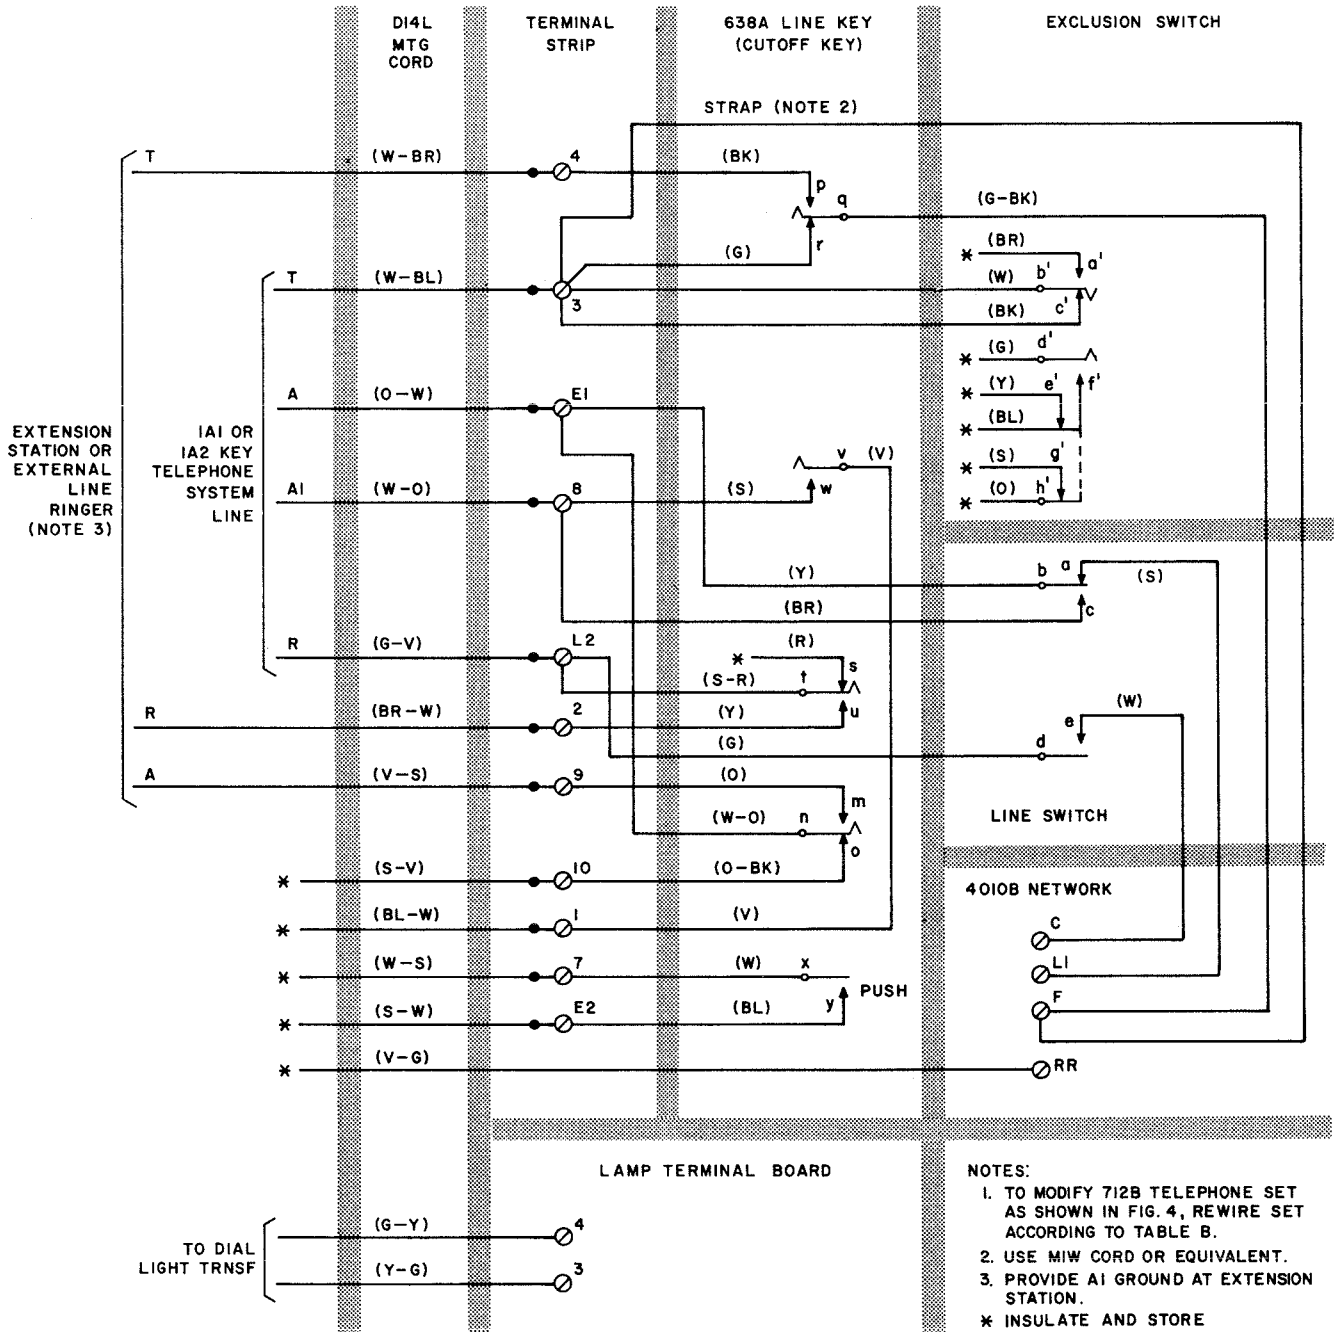 D14L
MTG
CORD
TERMINAL
STRIP
638A LINE KEY
(CUTOFF KEY)
EXCLUSION SWITCH
STRAP (NOTE 2)
T
(W-BR)
4
(BK)
p
q
(G-BK)
r
(G)
(BR)
a'
T
(W-BL)
3
(W)
b'
(BK)
c'
(G)
d'
(Y)
e'
f'
(BL)
(S)
g'
(O)
h'
A
(O-W)
E1
EXTENSION
STATION OR
EXTERNAL
LINE
RINGER
(NOTE 3)
1A1 OR
1A2 KEY
TELEPHONE
SYSTEM
LINE
v
(V)
A1
(W-O)
8
(S)
w
(Y)
b
a
(S)
(BR)
c
R
(G-V)
L2
*
(R)
s
(S-R)
t
R
(BR-W)
2
(Y)
u
(G)
d
e
(W)
A
(V-S)
9
(O)
m
(W-O)
n
LINE SWITCH
o
*
(S-V)
10
(O-BK)
4010B NETWORK
*
(BL-W)
1
(V)
C
*
(W-S)
7
(W)
x
PUSH
L1
*
(S-W)
E2
(BL)
y
F
*
(V-G)
RR
LAMP TERMINAL BOARD
TO DIAL
LIGHT TRNSF
(G-Y)
4
(Y-G)
3
NOTES:
1. TO MODIFY 712B TELEPHONE SET
AS SHOWN IN FIG. 4, REWIRE SET
ACCORDING TO TABLE B.
2. USE M1W CORD OR EQUIVALENT.
3. PROVIDE A1 GROUND AT EXTENSION
STATION.
* INSULATE AND STORE